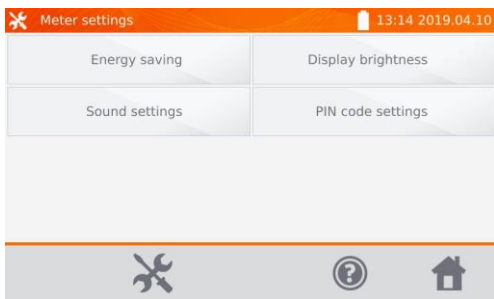 Meter settings 13:14 2019.04.10
Energy saving Display brightness
Sound settings PIN code settings
?